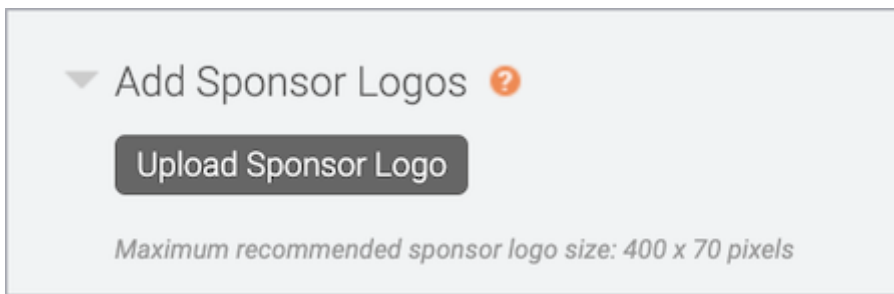 Add Sponsor Logos ?
Upload Sponsor Logo
Maximum recommended sponsor logo size: 400 x 70 pixels